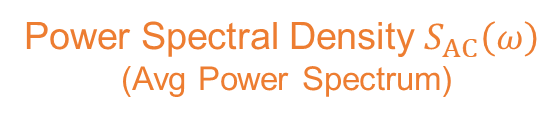 Power Spectral Density S_AC(ω)
(Avg Power Spectrum)